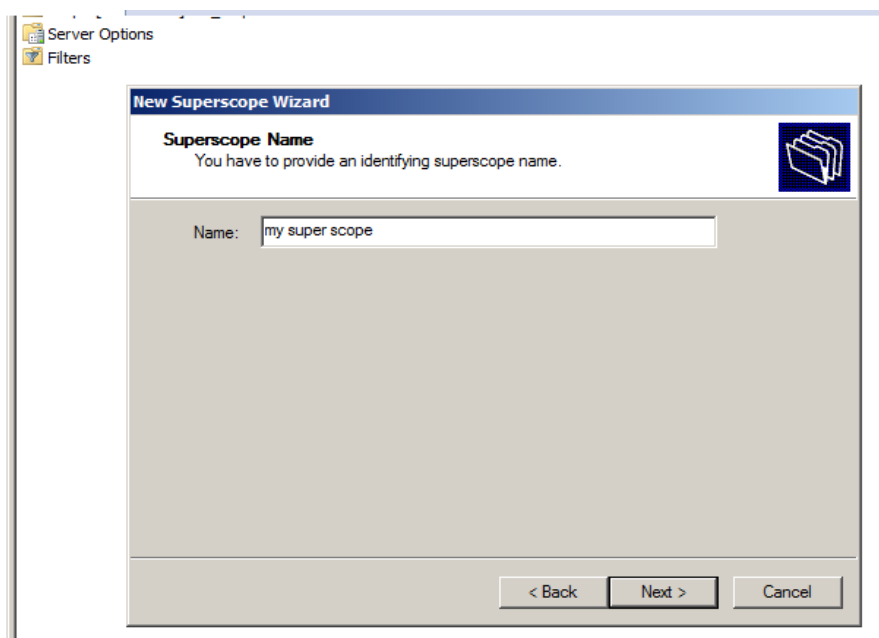 Server Options
Filters
New Superscope Wizard
Superscope Name
You have to provide an identifying superscope name.
Name: my super scope
< Back Next > Cancel